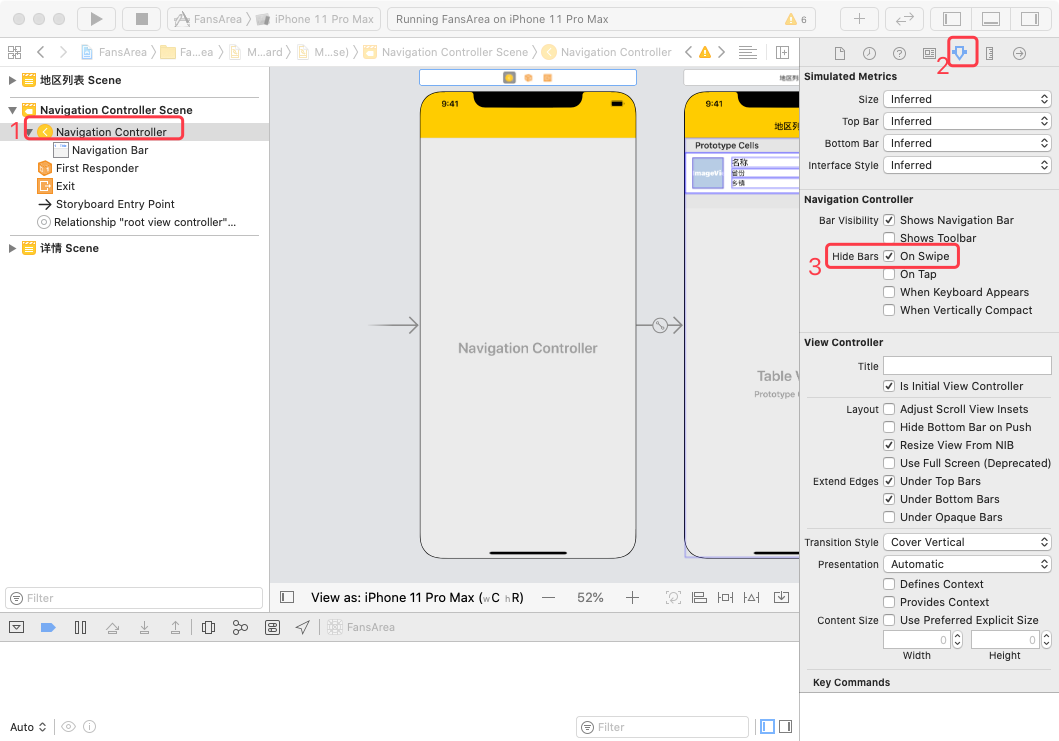 FansArea 〉 iPhone 11 Pro Max
Running FansArea on iPhone 11 Pro Max
6
FansArea 〉 Fa...ea 〉 M...ard 〉 M...se) 〉 Navigation Controller Scene 〉 Navigation Controller
地区列表 Scene
Navigation Controller Scene
1
Navigation Controller
Navigation Bar
First Responder
Exit
Storyboard Entry Point
Relationship "root view controller"...
详情 Scene
Filter
9:41
Navigation Controller
地区列
9:41
地区列
Prototype Cells
ImageVi
名称
省份
乡镇
Table V
Prototype
View as: iPhone 11 Pro Max (wC hR)
52%
2
Simulated Metrics
Size Inferred
Top Bar Inferred
Bottom Bar Inferred
Interface Style Inferred
Navigation Controller
Bar Visibility Shows Navigation Bar
Shows Toolbar
3
Hide Bars On Swipe
On Tap
When Keyboard Appears
When Vertically Compact
View Controller
Title
Is Initial View Controller
Layout Adjust Scroll View Insets
Hide Bottom Bar on Push
Resize View From NIB
Use Full Screen (Deprecated)
Extend Edges Under Top Bars
Under Bottom Bars
Under Opaque Bars
Transition Style Cover Vertical
Presentation Automatic
Defines Context
Provides Context
Content Size Use Preferred Explicit Size
0 0
Width Height
Key Commands
FansArea
Auto
Filter